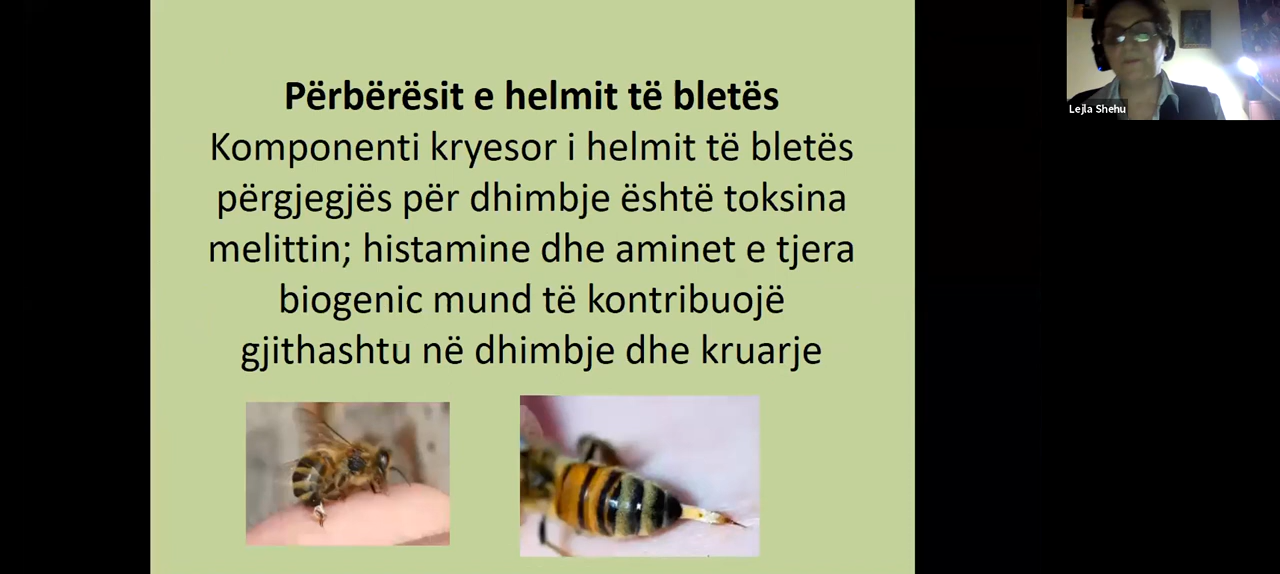 Përbërësit e helmit të bletës
Komponenti kryesor i helmit të bletës
përgjegjës për dhimbje është toksina
melittin; histamine dhe aminet e tjera
biogenic mund të kontribuojë
gjithashtu në dhimbje dhe kruarje
Lejla Shehu